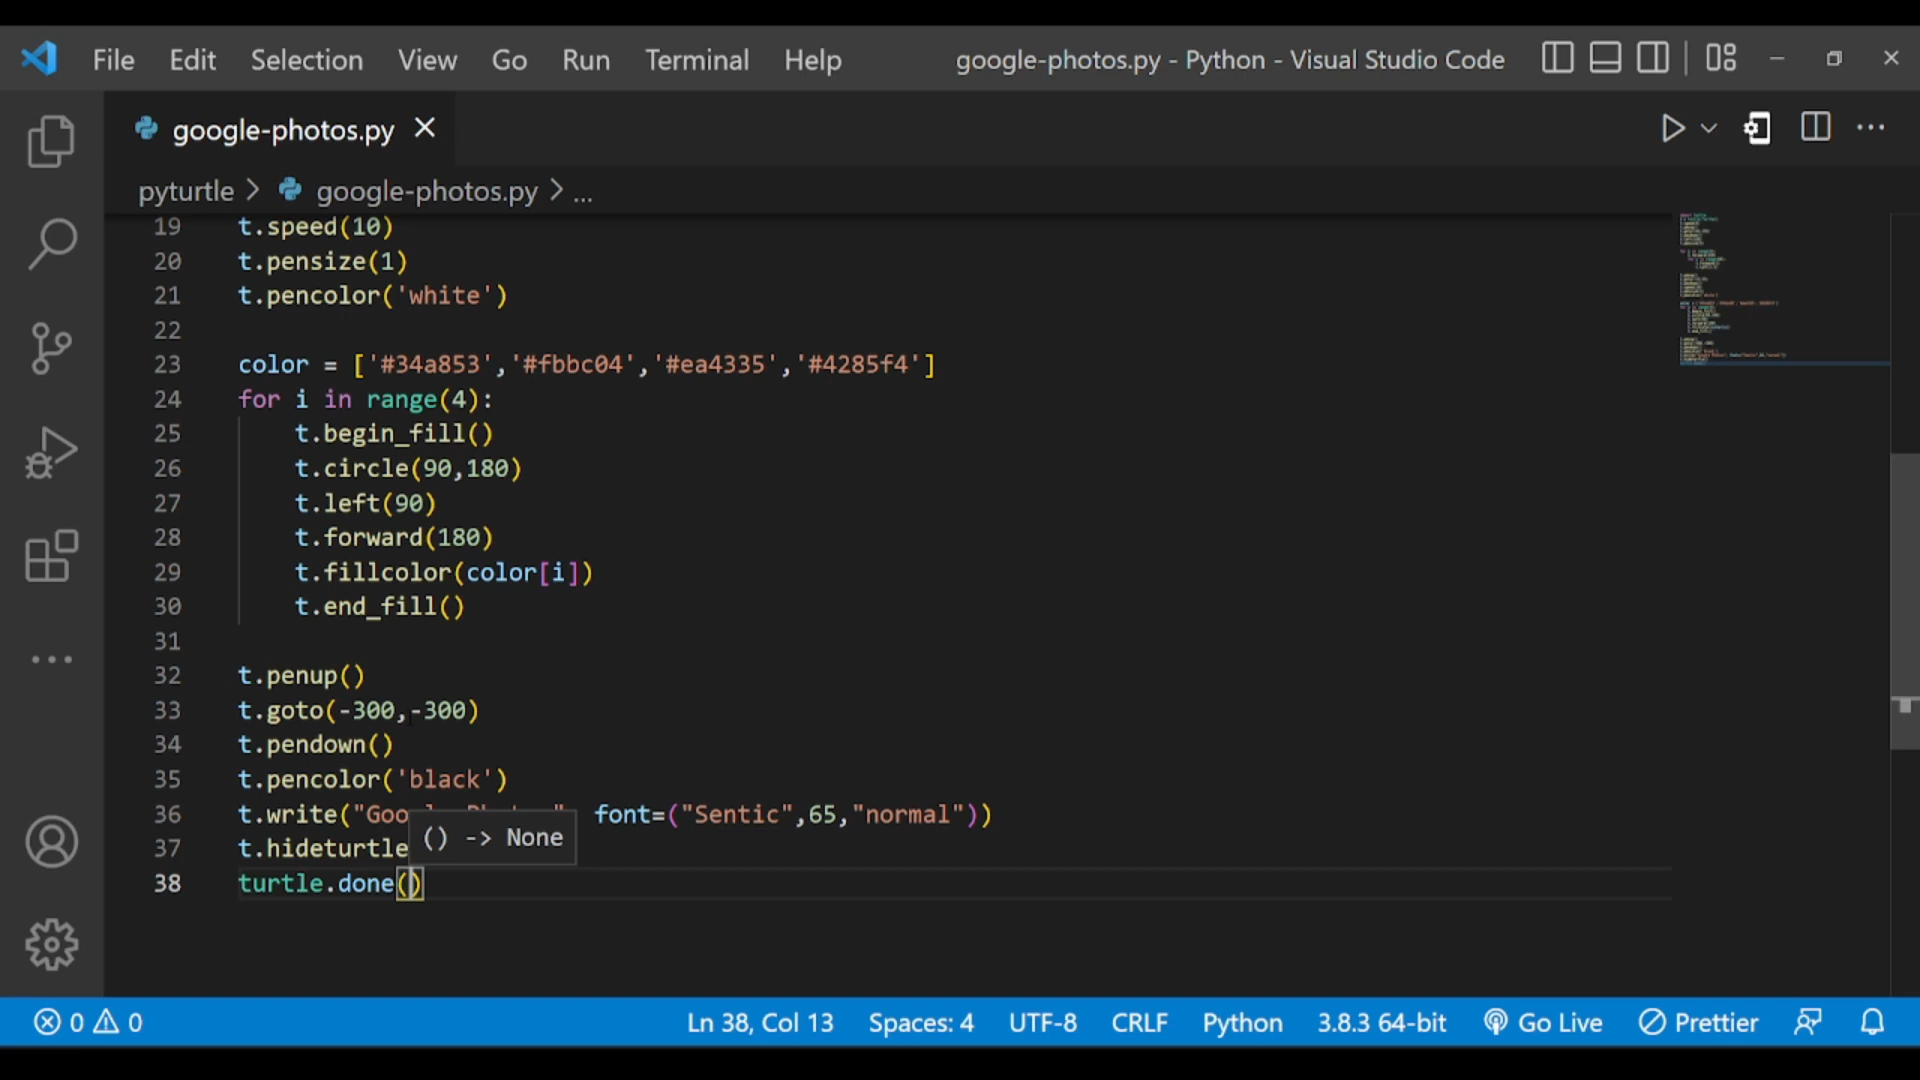 File Edit Selection View Go Run Terminal Help google-photos.py - Python - Visual Studio Code
google-photos.py
pyturtle > google-photos.py > ...
19 t.speed(10)
20 t.pensize(1)
21 t.pencolor('white')
22
23 color = ['#34a853','#fbbc04','#ea4335','#4285f4']
24 for i in range(4):
25 t.begin_fill()
26 t.circle(90,180)
27 t.left(90)
28 t.forward(180)
29 t.fillcolor(color[i])
30 t.end_fill()
31
32 t.penup()
33 t.goto(-300,-300)
34 t.pendown()
35 t.pencolor('black')
36 t.write("Goo font=("Sentic",65,"normal"))
() -> None
37 t.hideturtle
38 turtle.done()
0 0 Ln 38, Col 13 Spaces: 4 UTF-8 CRLF Python 3.8.3 64-bit Go Live Prettier